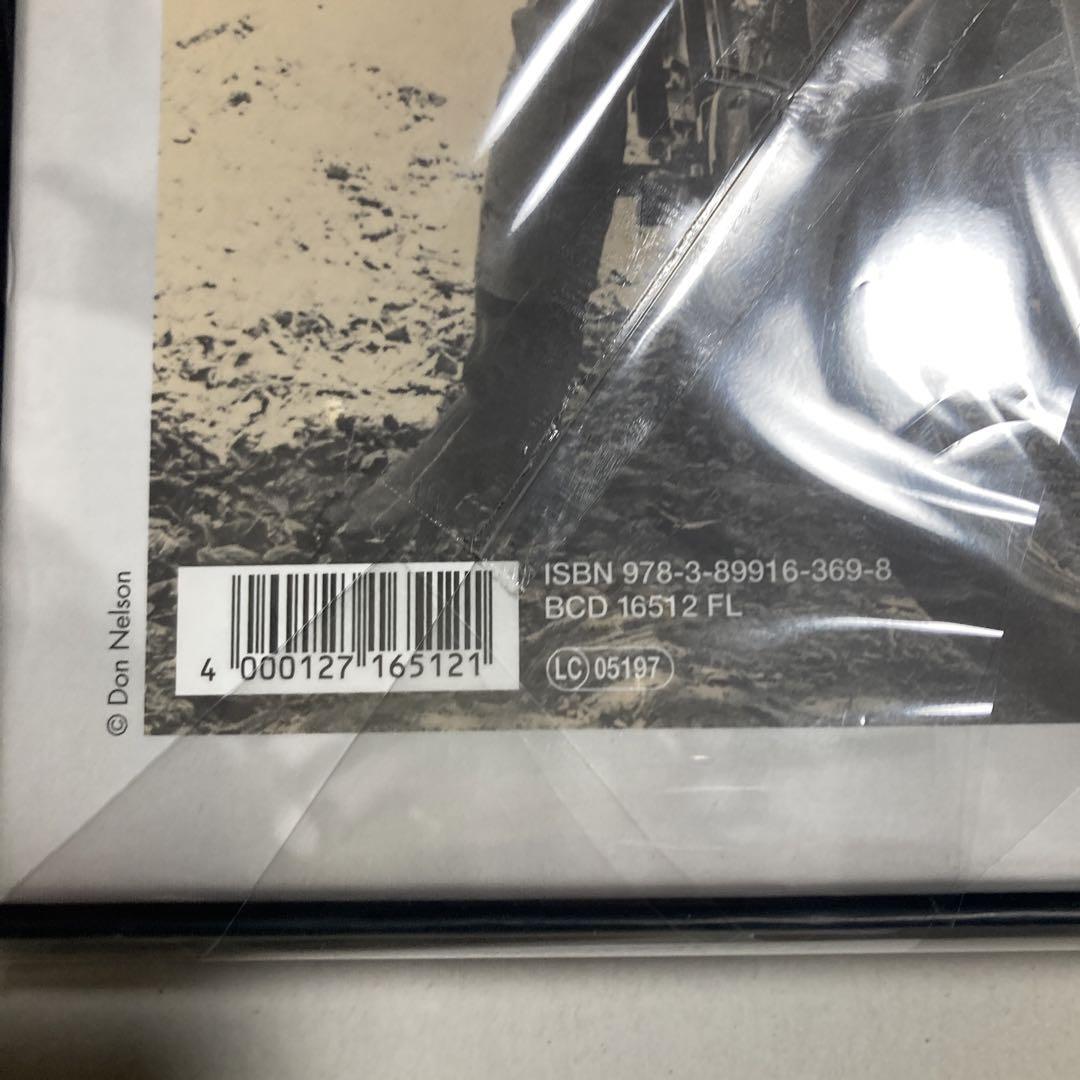 © Don Nelson
ISBN 978-3-89916-369-8
BCD 16512 FL
LC 05197
4 000127 165121